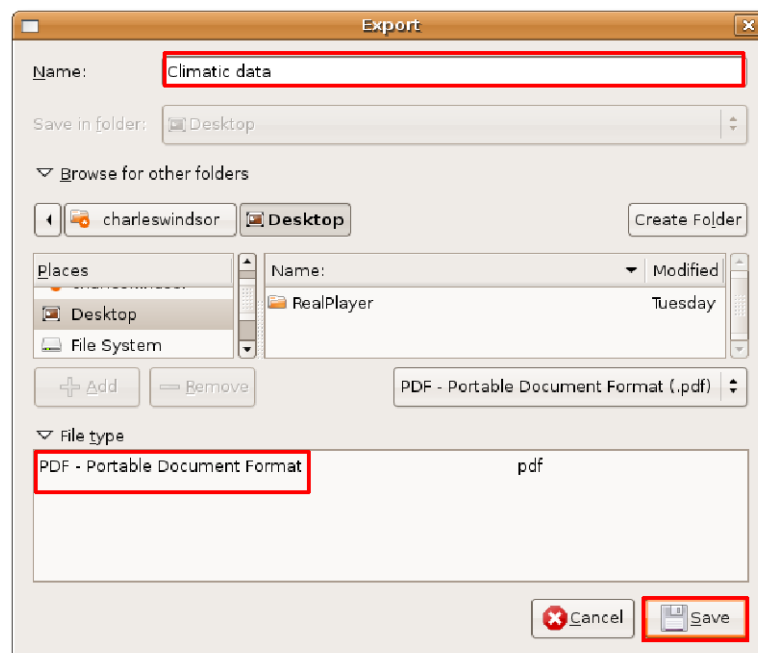 Export
Name: Climatic data
Save in folder: Desktop
Browse for other folders
charleswindsor Desktop Create Folder
Places Name: Modified
Desktop RealPlayer Tuesday
File System
Add Remove PDF - Portable Document Format (.pdf)
File type
PDF - Portable Document Format pdf
Cancel Save